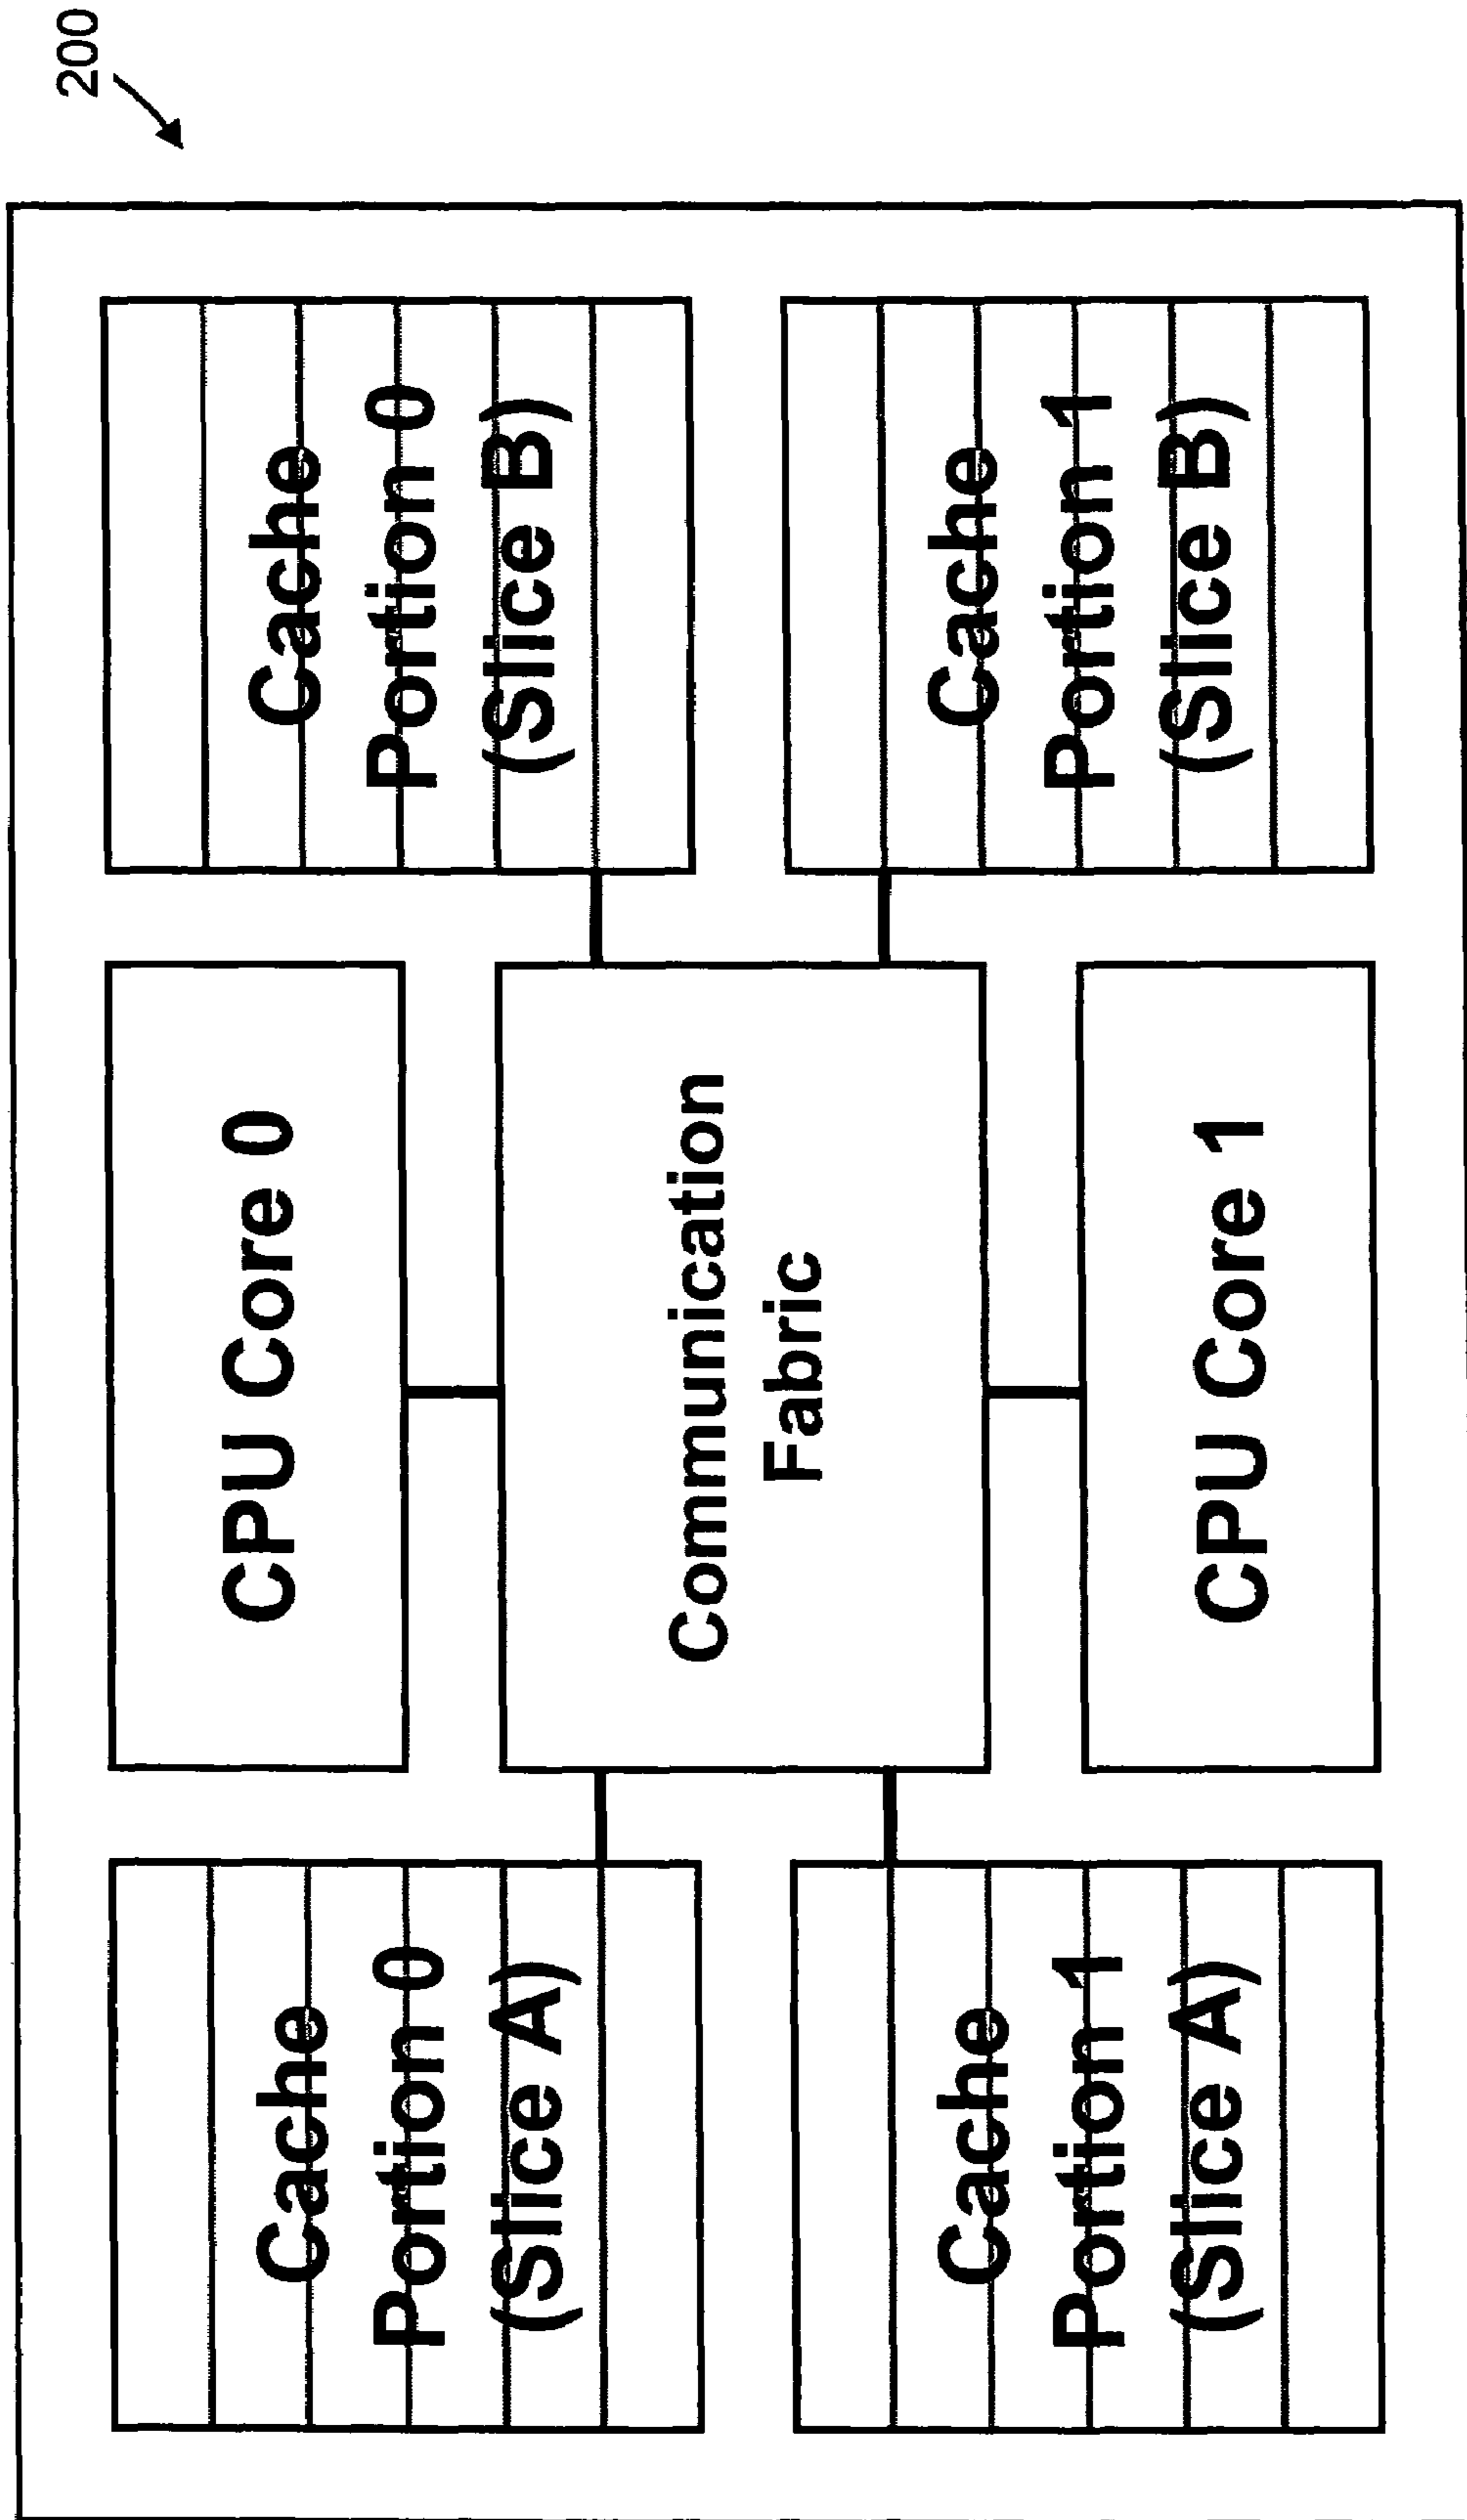 200
Cache
Portion 0
(Slice A)
CPU Core 0
Cache
Portion 0
(Slice B)
Communication
Fabric
Cache
Portion 1
(Slice A)
CPU Core 1
Cache
Portion 1
(Slice B)